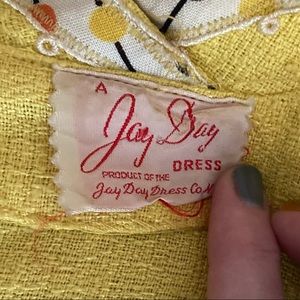 A
Jay Day
DRESS
PRODUCT OF THE
Jay Day Dress Co